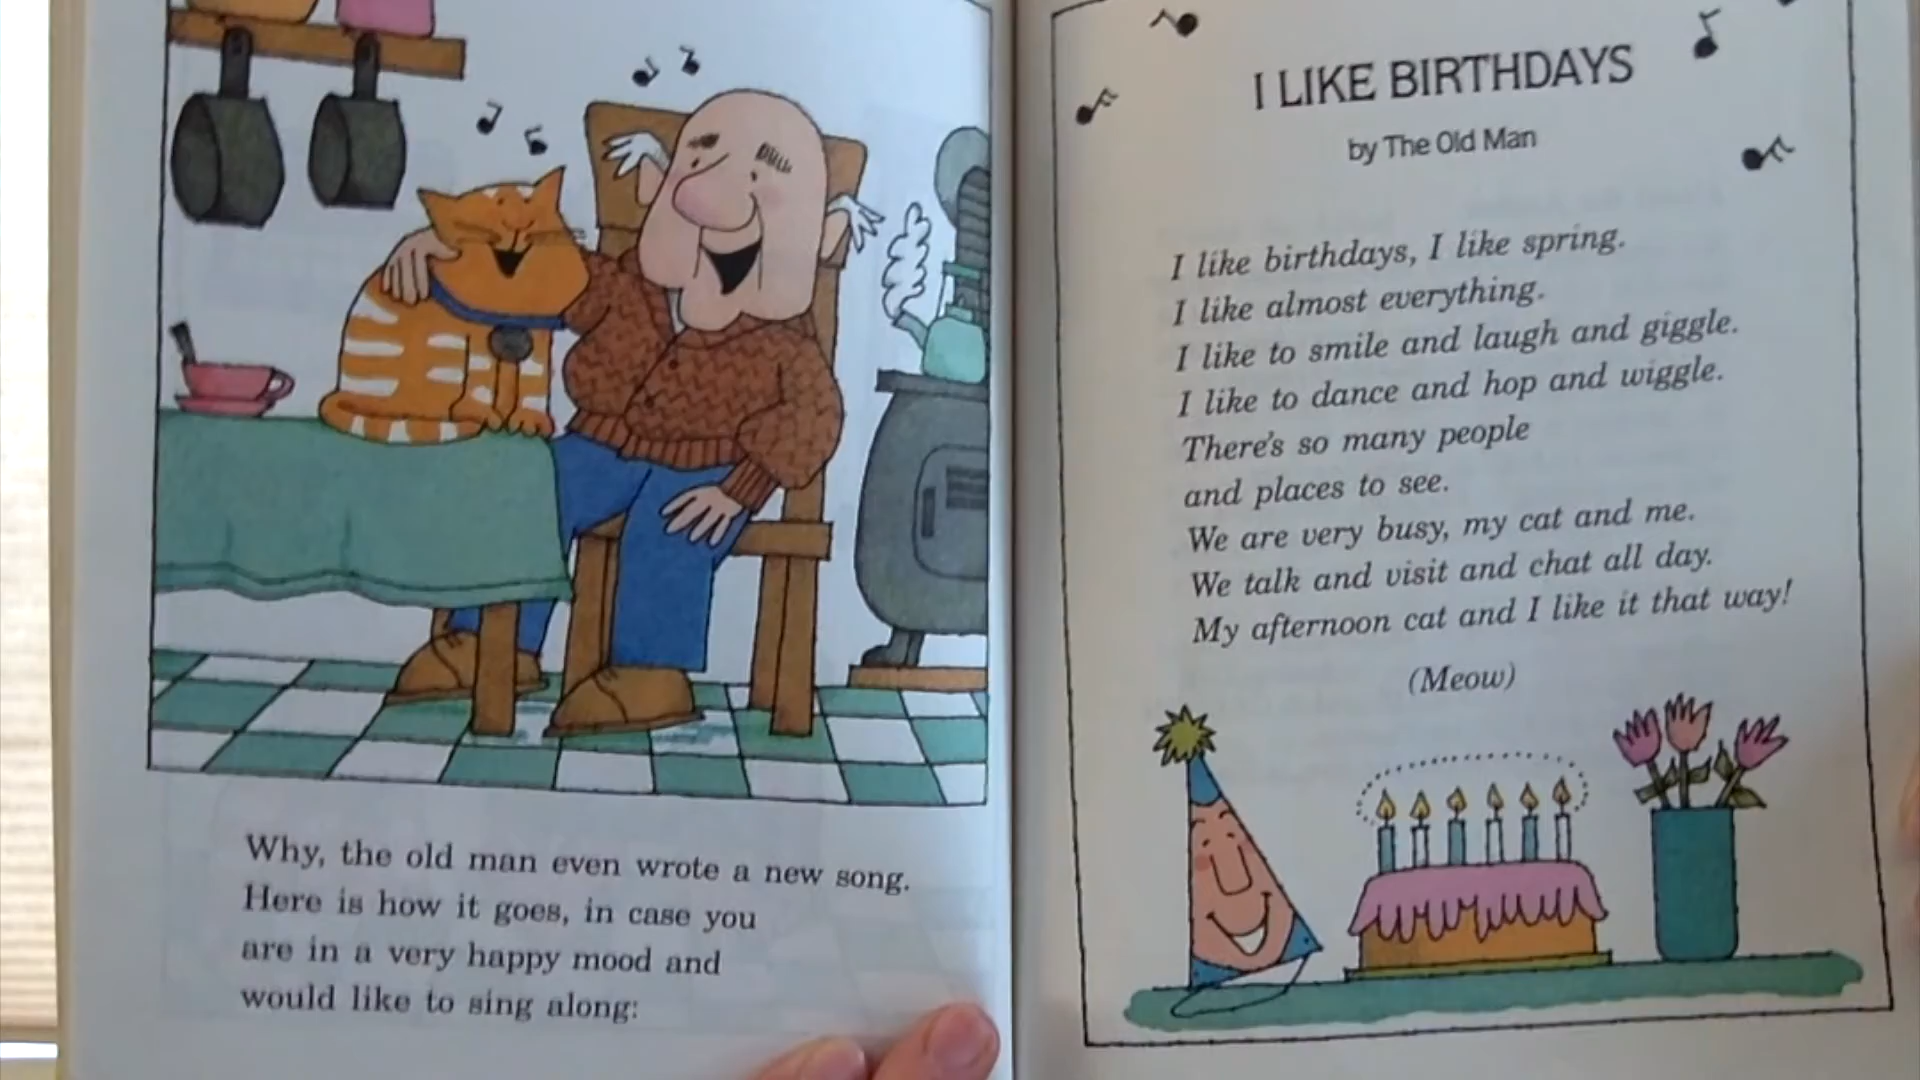 Why, the old man even wrote a new song.
Here is how it goes, in case you
are in a very happy mood and
would like to sing along:
I LIKE BIRTHDAYS
by The Old Man
I like birthdays, I like spring.
I like almost everything.
I like to smile and laugh and giggle.
I like to dance and hop and wiggle.
There's so many people
and places to see.
We are very busy, my cat and me.
We talk and visit and chat all day.
My afternoon cat and I like it that way!
(Meow)